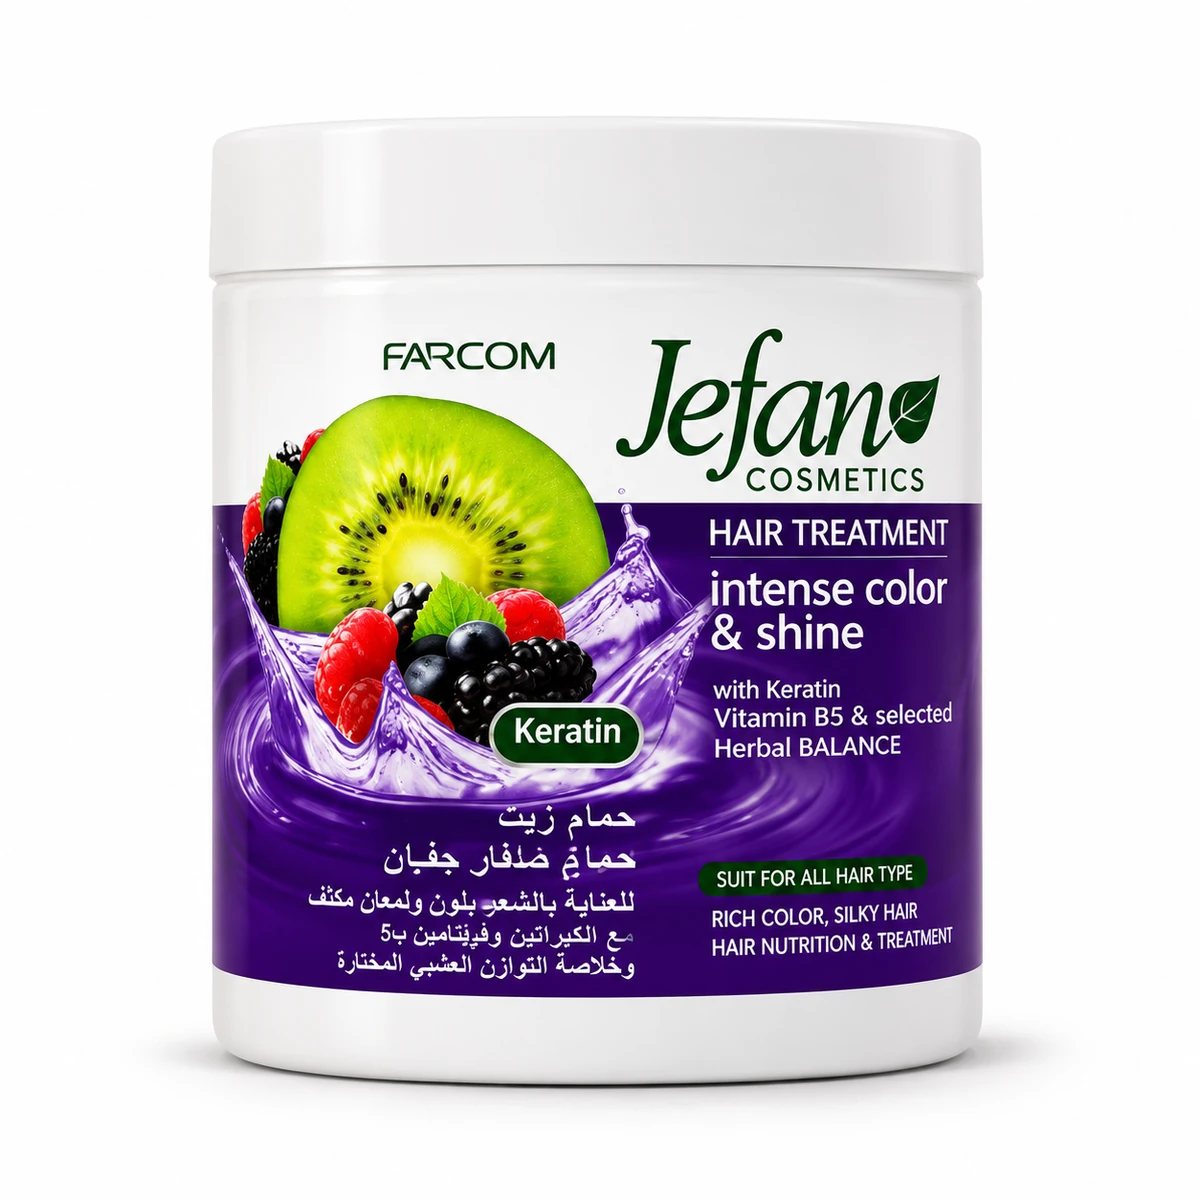 FARCOM
Jefan
COSMETICS
HAIR TREATMENT
intense color
& shine
with Keratin
Vitamin B5 & selected
Herbal BALANCE
Keratin
حمام زيت
حمام جفان
للعناية بالشعر بلون ولمعان مكثف
مع الكيراتين وفيتامين ب5
وخلاصة التوازن العشبي المختارة
SUIT FOR ALL HAIR TYPE
RICH COLOR, SILKY HAIR
HAIR NUTRITION & TREATMENT